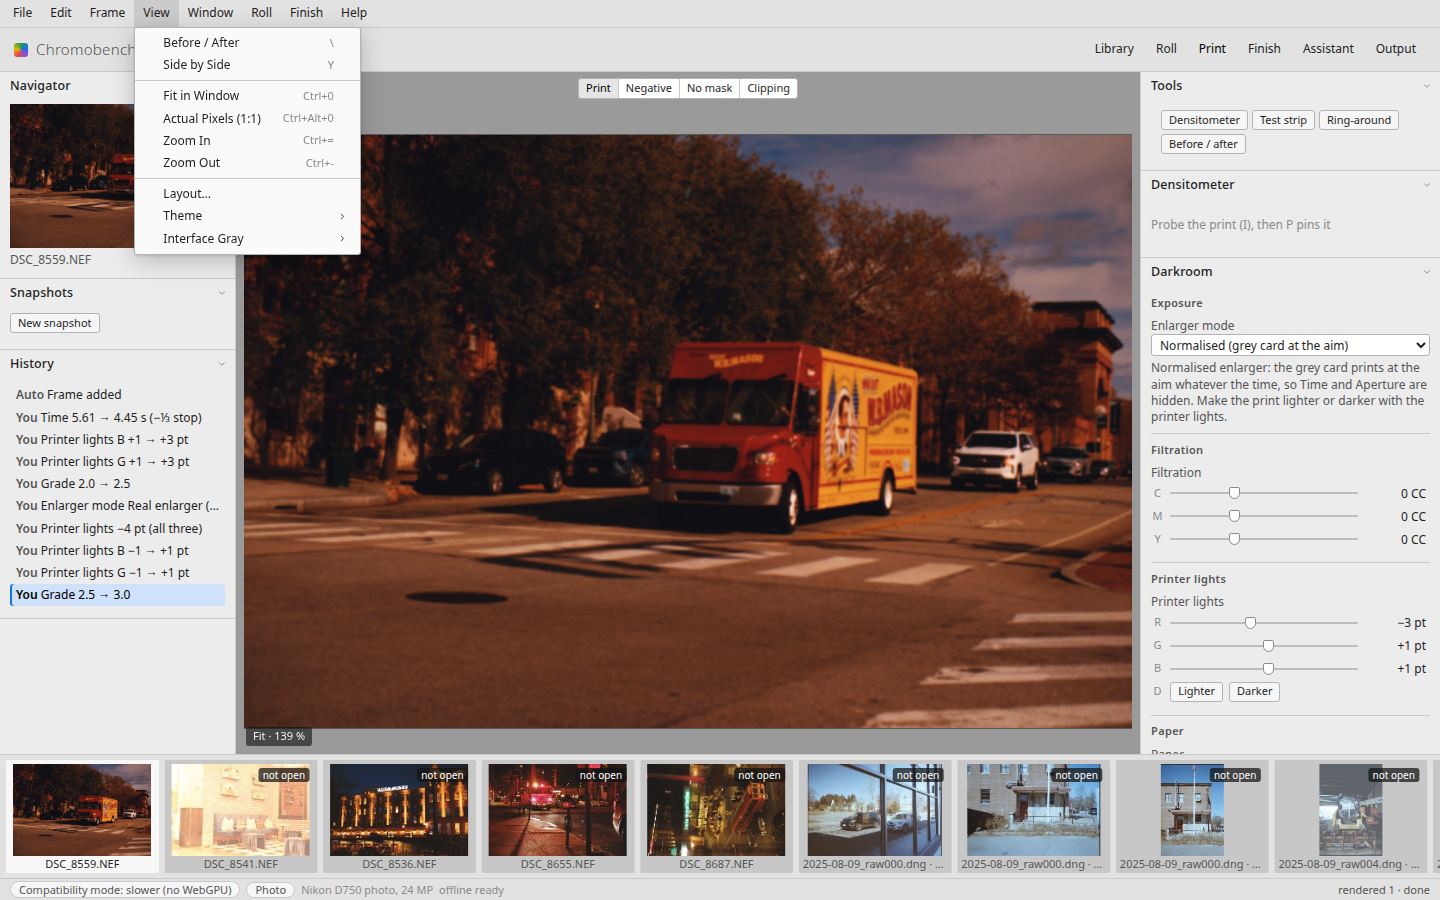 File Edit Frame View Window Roll Finish Help
Chromobench
Library Roll Print Finish Assistant Output
Before / After \
Side by Side Y
Fit in Window Ctrl+0
Actual Pixels (1:1) Ctrl+Alt+0
Zoom In Ctrl+=
Zoom Out Ctrl+-
Layout...
Theme ›
Interface Gray ›
Navigator
DSC_8559.NEF
Snapshots
New snapshot
History
Auto Frame added
You Time 5.61 → 4.45 s (−⅓ stop)
You Printer lights B +1 → +3 pt
You Printer lights G +1 → +3 pt
You Grade 2.0 → 2.5
You Enlarger mode Real enlarger (...
You Printer lights −4 pt (all three)
You Printer lights B −1 → +1 pt
You Printer lights G −1 → +1 pt
You Grade 2.5 → 3.0
Print Negative No mask Clipping
W.B.MASON
Fit · 139 %
Tools
Densitometer Test strip Ring-around
Before / after
Densitometer
Probe the print (I), then P pins it
Darkroom
Exposure
Enlarger mode
Normalised (grey card at the aim)
Normalised enlarger: the grey card prints at the
aim whatever the time, so Time and Aperture are
hidden. Make the print lighter or darker with the
printer lights.
Filtration
Filtration
C 0 CC
M 0 CC
Y 0 CC
Printer lights
Printer lights
R −3 pt
G +1 pt
B +1 pt
D Lighter Darker
Paper
not open not open not open not open not open not open not open not open
DSC_8559.NEF DSC_8541.NEF DSC_8536.NEF DSC_8655.NEF DSC_8687.NEF 2025-08-09_raw000.dng · ... 2025-08-09_raw000.dng · ... 2025-08-09_raw000.dng · ... 2025-08-09_raw004.dng · ...
Compatibility mode: slower (no WebGPU) Photo Nikon D750 photo, 24 MP offline ready rendered 1 · done